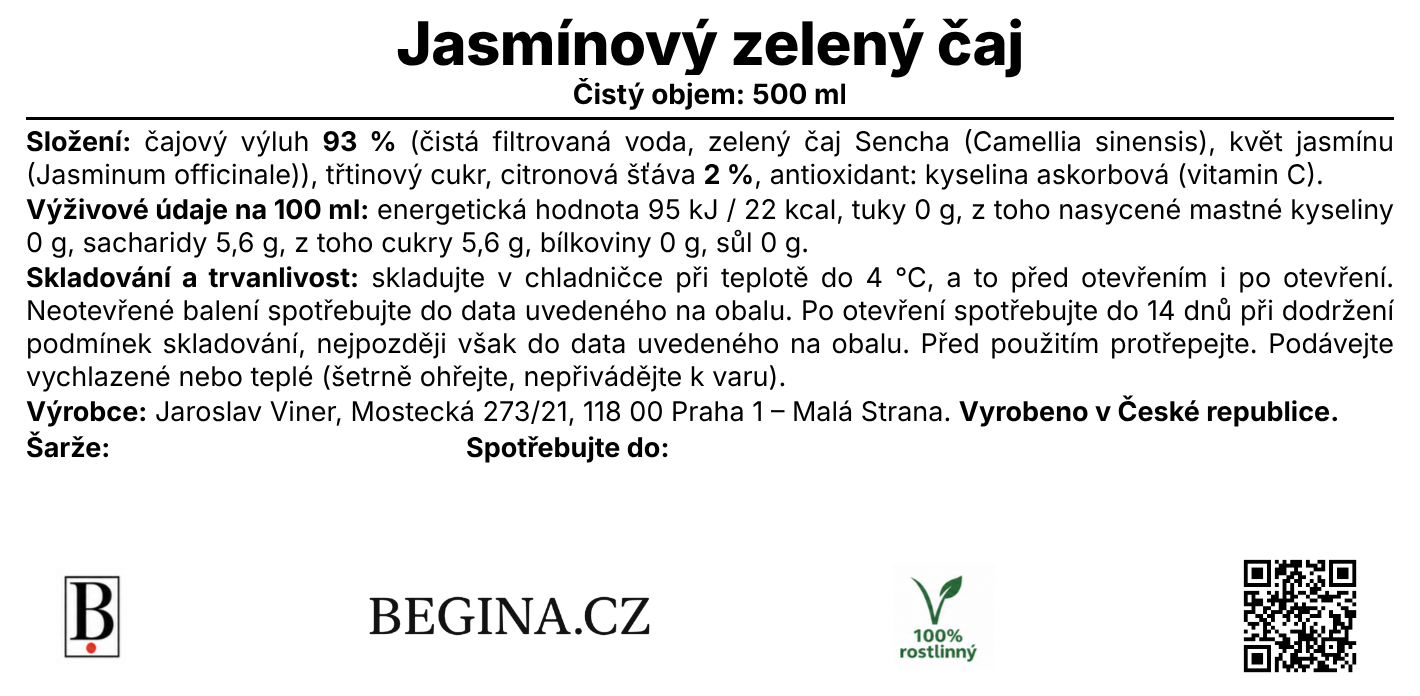 Jasmínový zelený čaj
Čistý objem: 500 ml
Složení: čajový výluh 93 % (čistá filtrovaná voda, zelený čaj Sencha (Camellia sinensis), květ jasmínu
(Jasminum officinale)), třtinový cukr, citronová šťáva 2 %, antioxidant: kyselina askorbová (vitamin C).
Výživové údaje na 100 ml: energetická hodnota 95 kJ / 22 kcal, tuky 0 g, z toho nasycené mastné kyseliny
0 g, sacharidy 5,6 g, z toho cukry 5,6 g, bílkoviny 0 g, sůl 0 g.
Skladování a trvanlivost: skladujte v chladničce při teplotě do 4 °C, a to před otevřením i po otevření.
Neotevřené balení spotřebujte do data uvedeného na obalu. Po otevření spotřebujte do 14 dnů při dodržení
podmínek skladování, nejpozději však do data uvedeného na obalu. Před použitím protřepejte. Podávejte
vychlazené nebo teplé (šetrně ohřejte, nepřivádějte k varu).
Výrobce: Jaroslav Viner, Mostecká 273/21, 118 00 Praha 1 – Malá Strana. Vyrobeno v České republice.
Šarže: Spotřebujte do:
B
BEGINA.CZ
100%
rostlinný